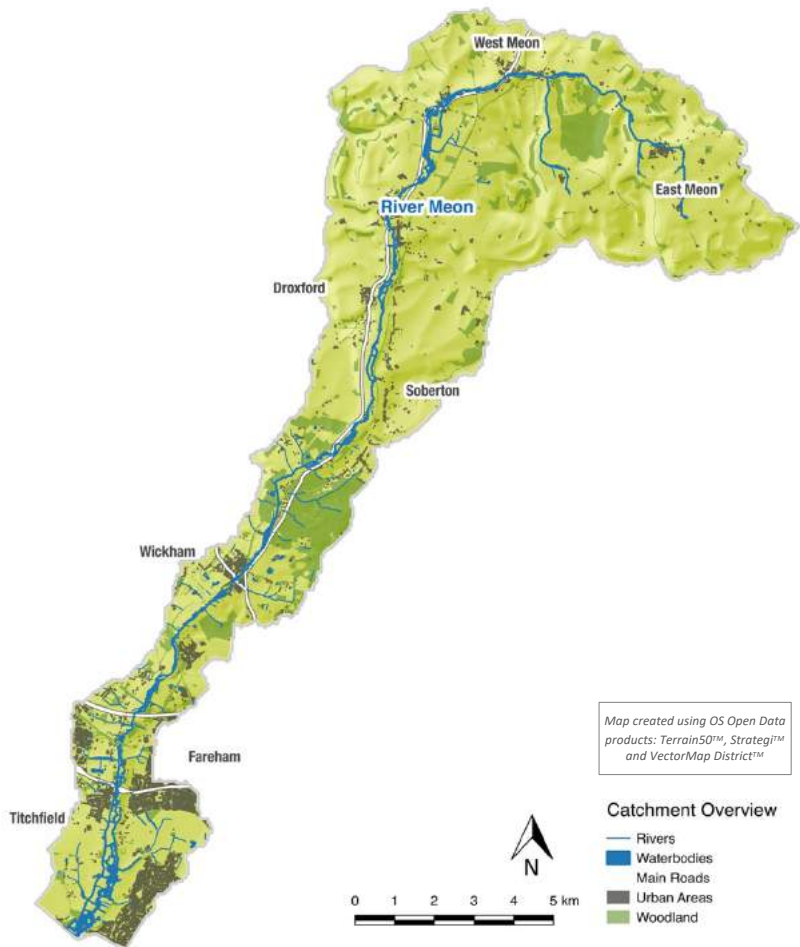 West Meon
East Meon
River Meon
Droxford
Soberton
Wickham
Fareham
Titchfield
Map created using OS Open Data
products: Terrain50™, Strategi™
and VectorMap District™
Catchment Overview
Rivers
Waterbodies
Main Roads
Urban Areas
Woodland
N
0 1 2 3 4 5 km